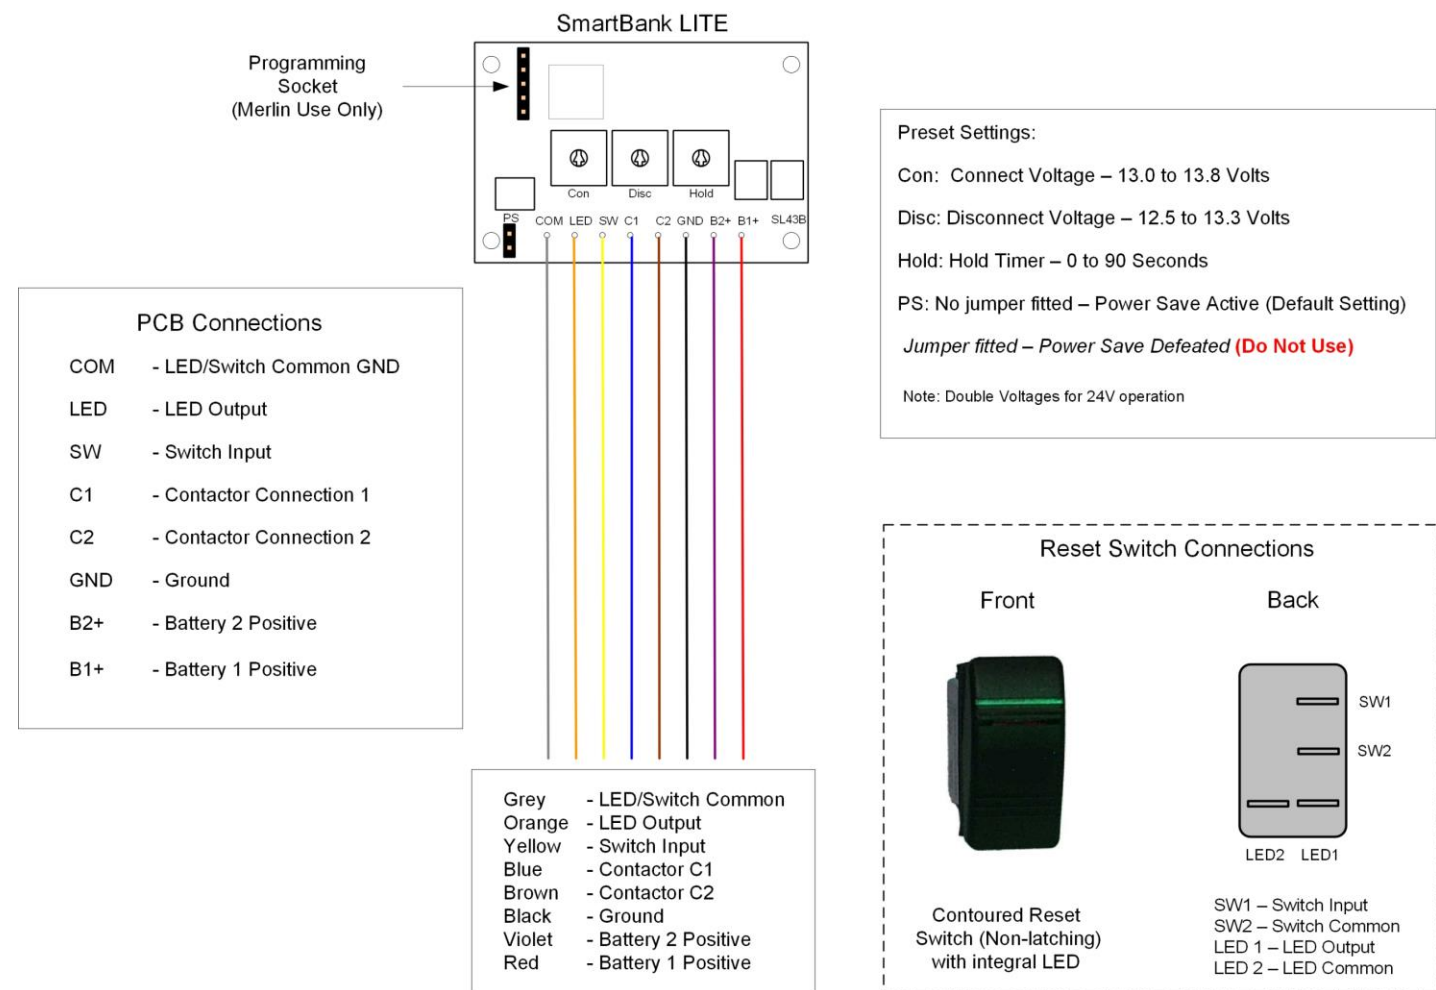 SmartBank LITE
Programming
Socket
(Merlin Use Only)
Con
Disc
Hold
PS
COM LED SW C1 C2 GND B2+ B1+ SL43B
PCB Connections
COM - LED/Switch Common GND
LED - LED Output
SW - Switch Input
C1 - Contactor Connection 1
C2 - Contactor Connection 2
GND - Ground
B2+ - Battery 2 Positive
B1+ - Battery 1 Positive
Grey - LED/Switch Common
Orange - LED Output
Yellow - Switch Input
Blue - Contactor C1
Brown - Contactor C2
Black - Ground
Violet - Battery 2 Positive
Red - Battery 1 Positive
Preset Settings:
Con: Connect Voltage – 13.0 to 13.8 Volts
Disc: Disconnect Voltage – 12.5 to 13.3 Volts
Hold: Hold Timer – 0 to 90 Seconds
PS: No jumper fitted – Power Save Active (Default Setting)
Jumper fitted – Power Save Defeated (Do Not Use)
Note: Double Voltages for 24V operation
Reset Switch Connections
Front
Back
SW1
SW2
LED2 LED1
Contoured Reset
Switch (Non-latching)
with integral LED
SW1 – Switch Input
SW2 – Switch Common
LED 1 – LED Output
LED 2 – LED Common